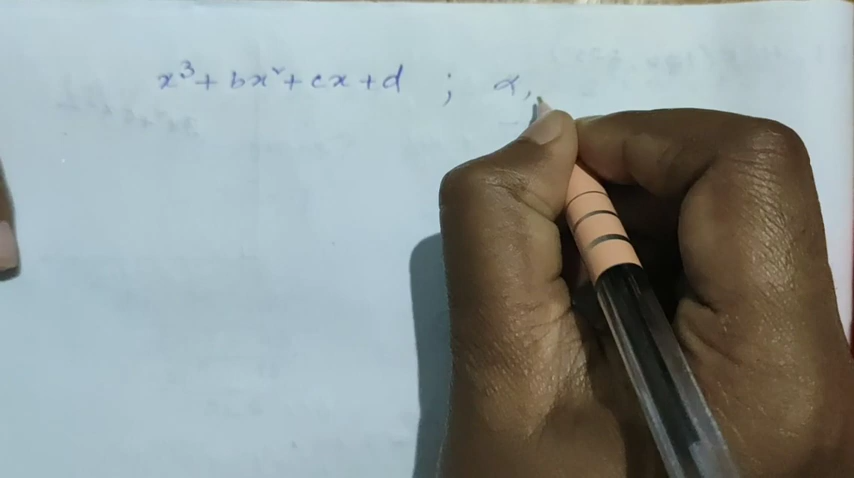 x³ + bx² + cx + d ; α,